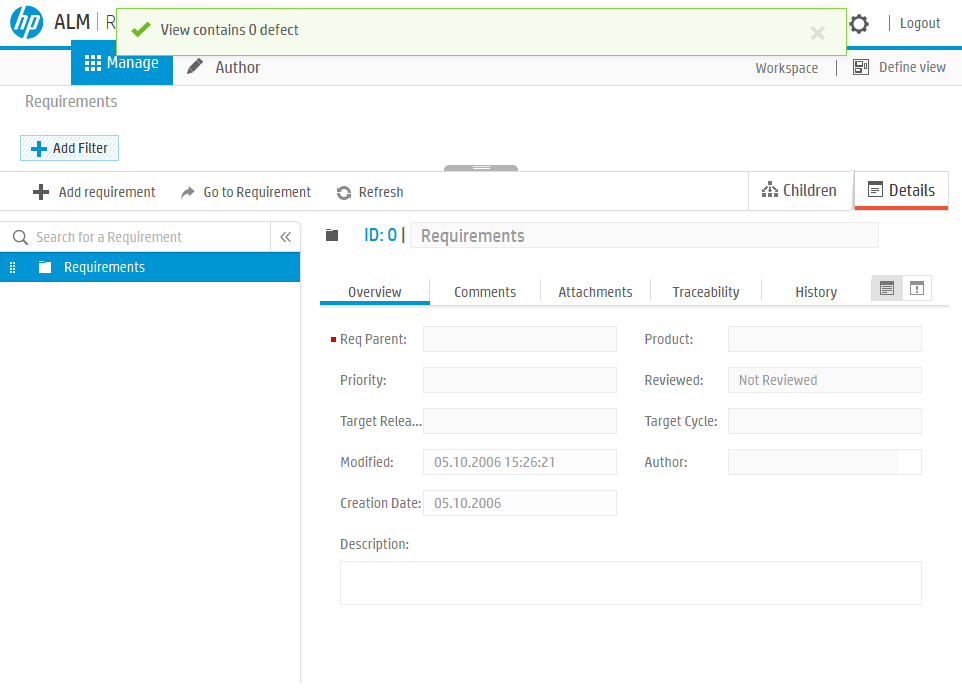 hp ALM | R
View contains 0 defect
Logout
Manage
Author
Workspace
Define view
Requirements
Add Filter
Add requirement
Go to Requirement
Refresh
Children
Details
Search for a Requirement
Requirements
ID: 0 | Requirements
Overview
Comments
Attachments
Traceability
History
Req Parent:
Product:
Priority:
Reviewed: Not Reviewed
Target Relea...
Target Cycle:
Modified: 05.10.2006 15:26:21
Author:
Creation Date: 05.10.2006
Description: